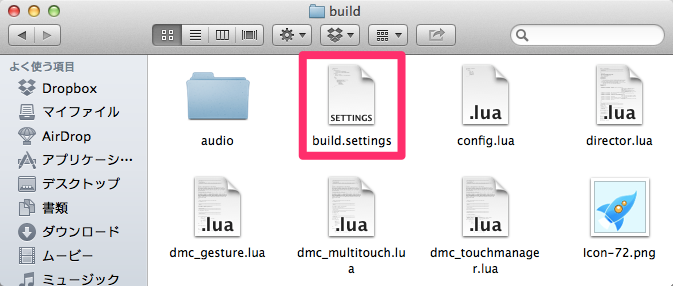 build
よく使う項目
Dropbox
マイファイル
AirDrop
アプリケーシ…
デスクトップ
書類
ダウンロード
ムービー
ミュージック
SETTINGS
.lua
.lua
audio
build.settings
config.lua
director.lua
.lua
.lua
.lua
dmc_gesture.lua
dmc_multitouch.lu
a
dmc_touchmanag
er.lua
Icon-72.png